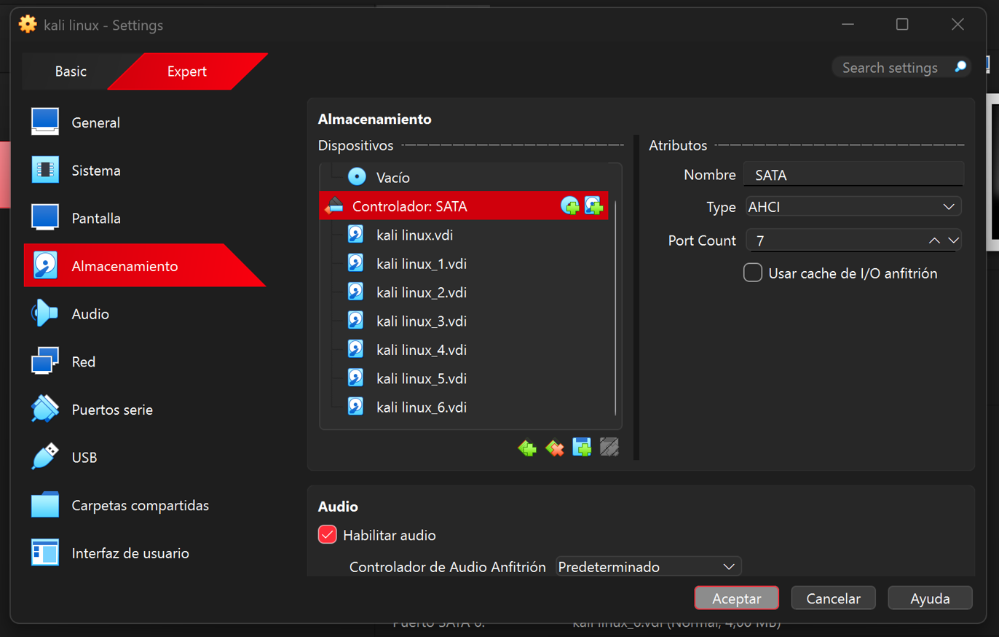 kali linux - Settings
Basic
Expert
Search settings
General
Sistema
Pantalla
Almacenamiento
Audio
Red
Puertos serie
USB
Carpetas compartidas
Interfaz de usuario
Almacenamiento
Dispositivos
Vacío
Controlador: SATA
kali linux.vdi
kali linux_1.vdi
kali linux_2.vdi
kali linux_3.vdi
kali linux_4.vdi
kali linux_5.vdi
kali linux_6.vdi
Atributos
Nombre SATA
Type AHCI
Port Count 7
Usar cache de I/O anfitrión
Audio
Habilitar audio
Controlador de Audio Anfitrión Predeterminado
Aceptar Cancelar Ayuda
Puerto SATA 6: kali linux_6.vdi (Normal, 4,00 MB)